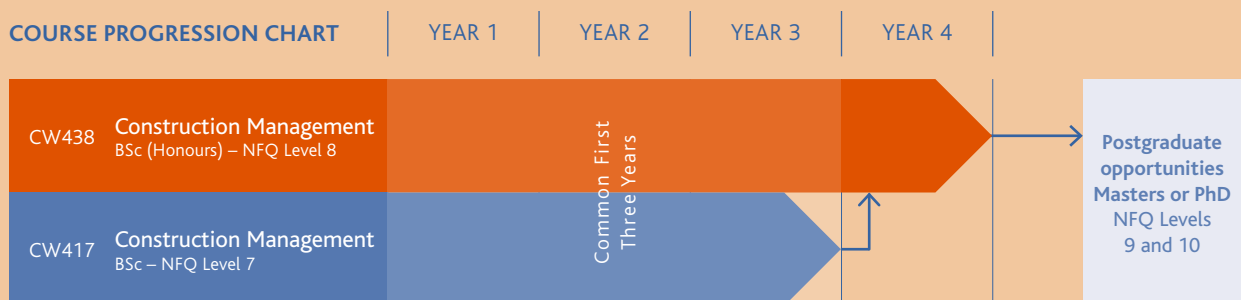 COURSE PROGRESSION CHART
YEAR 1
YEAR 2
YEAR 3
YEAR 4
CW438
Construction Management
BSc (Honours) – NFQ Level 8
CW417
Construction Management
BSc – NFQ Level 7
Common First
Three Years
Postgraduate
opportunities
Masters or PhD
NFQ Levels
9 and 10